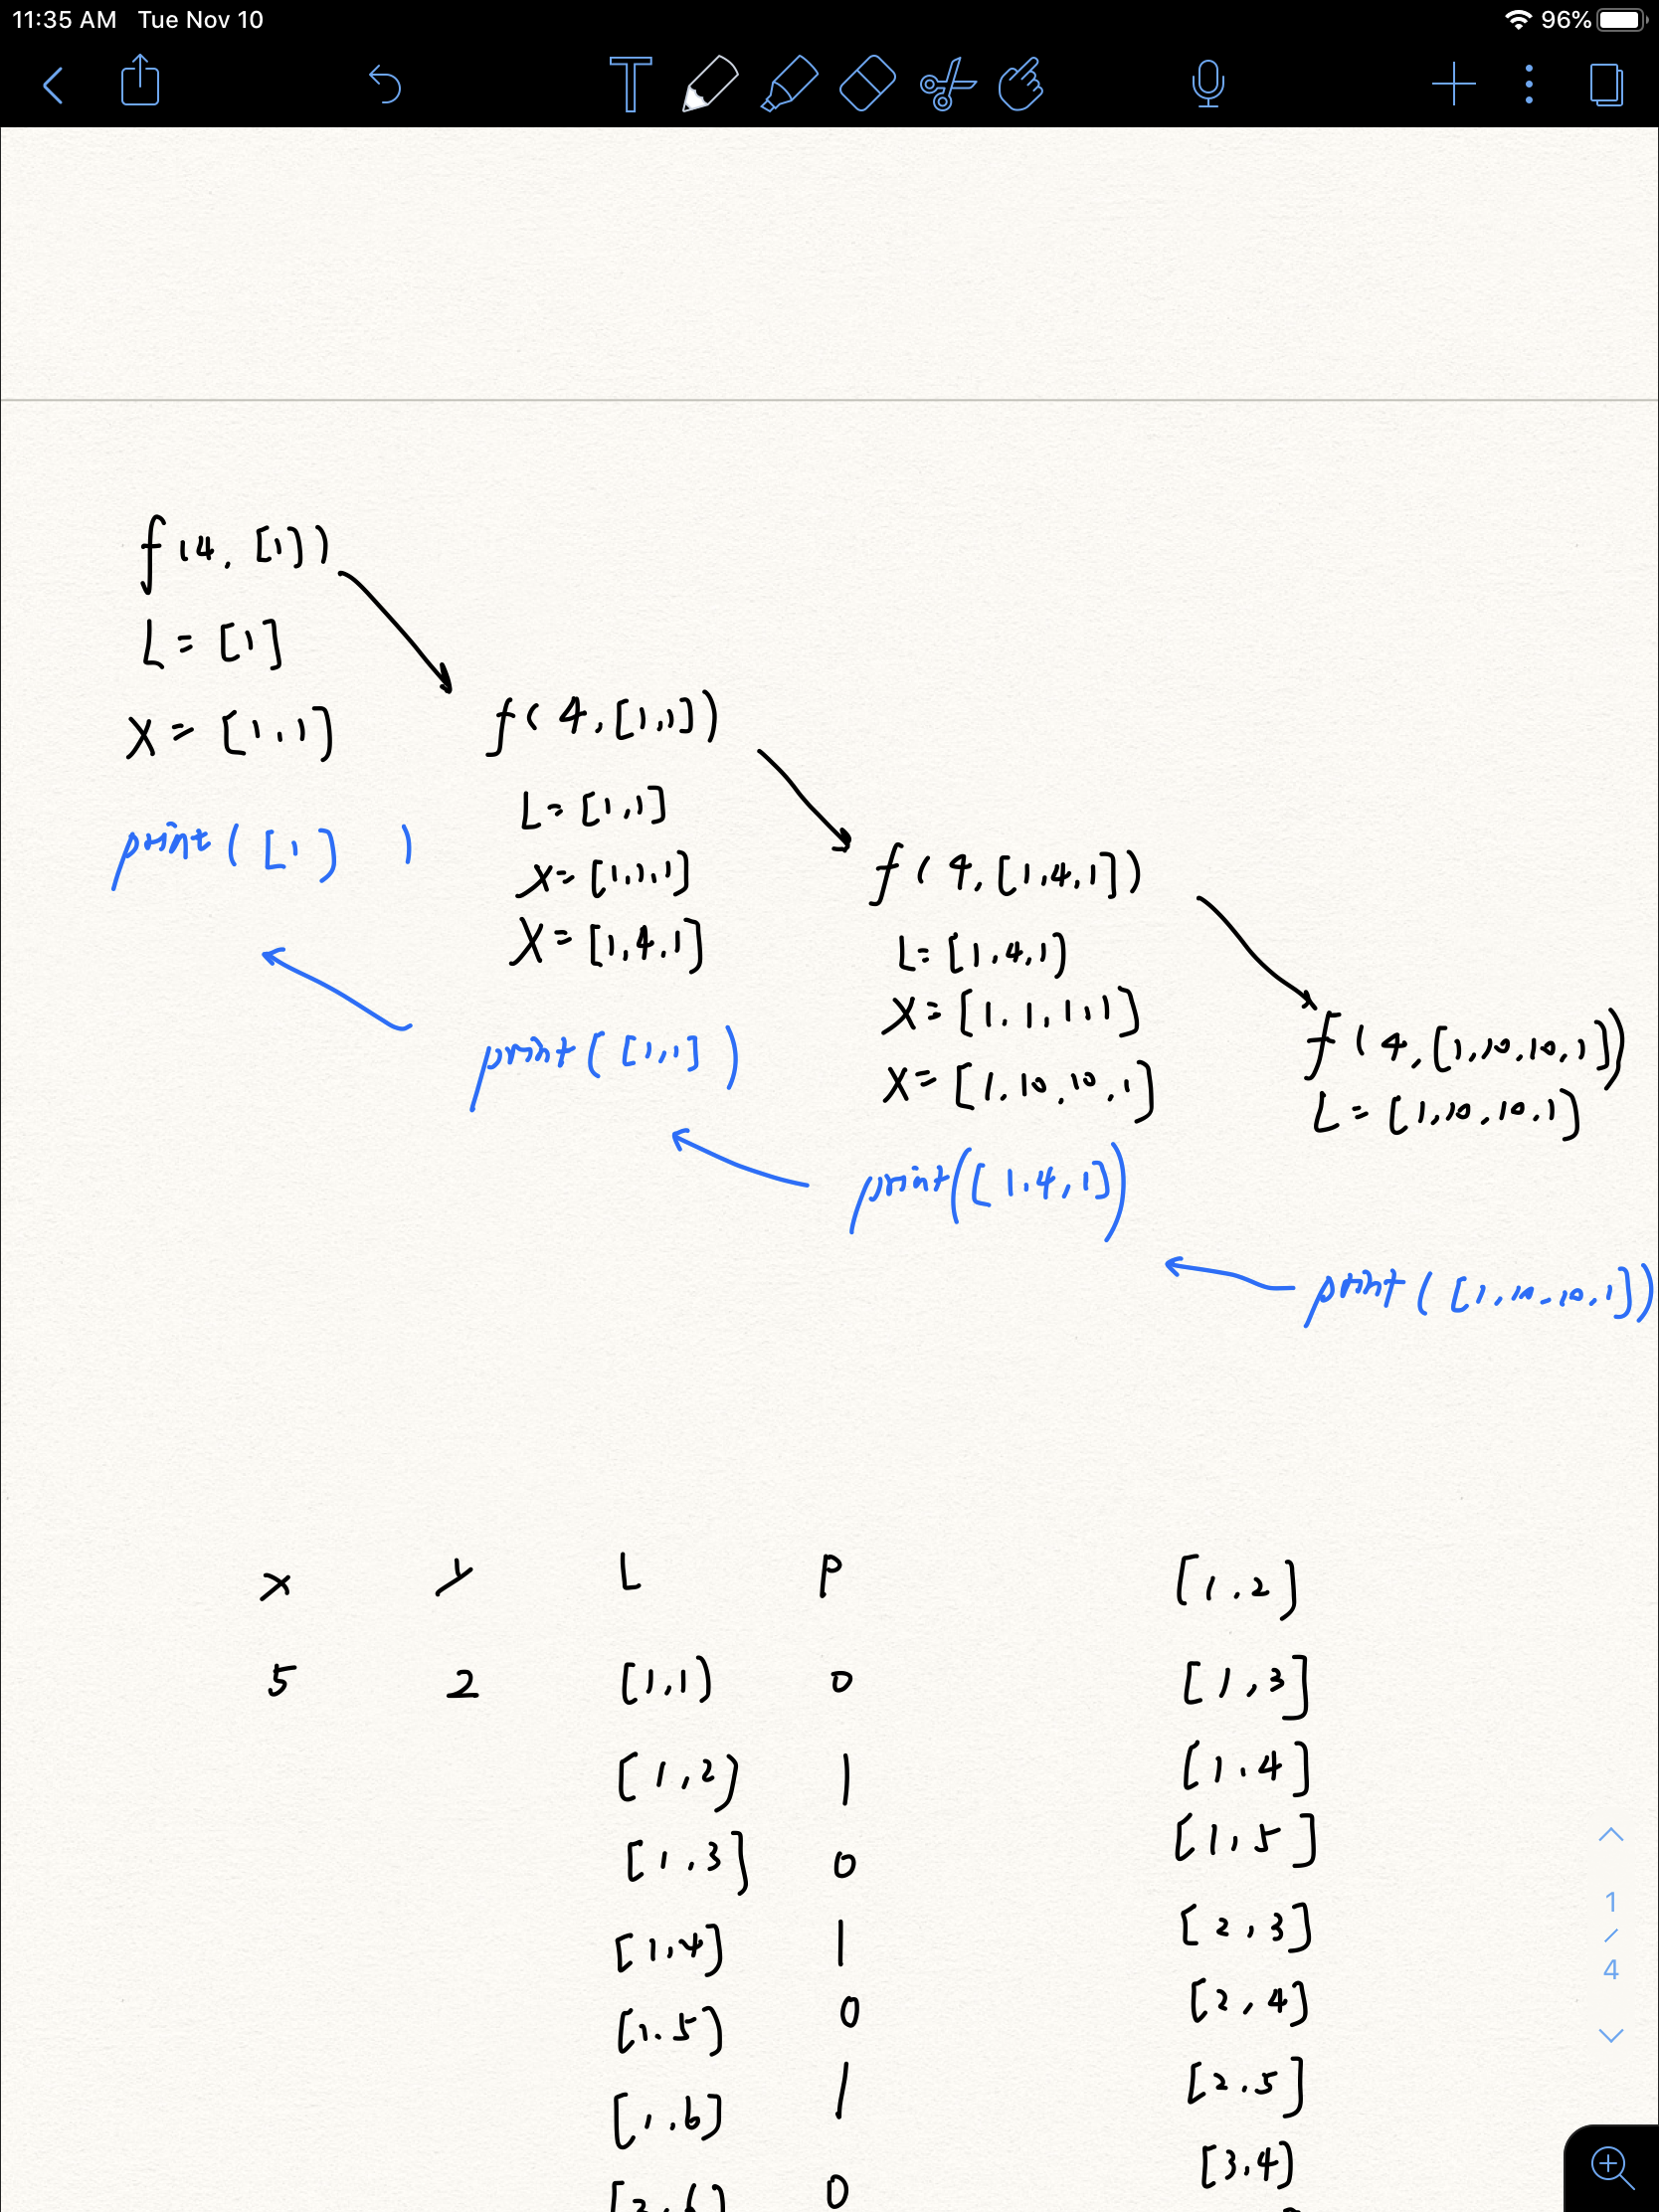 11:35 AM Tue Nov 10 96%
f(4, [1])
L = [1]
X = [1,1]
print([1] )
f(4,[1,1])
L= [1,1]
X= [1,1,1]
X= [1,4,1]
print([1,1])
f(4,[1,4,1])
L= [1,4,1]
X= [1,1,1,1]
X= [1,10,10,1]
print([1,4,1])
f(4,[1,10,10,1])
L= [1,10,10,1]
print([1,10,10,1])
x y L P [1,2]
5 2 [1,1] 0 [1,3]
[1,2] 1 [1,4]
[1,3] 0 [1,5]
[1,4] 1 [2,3]
[1,5] 0 [2,4]
[1,6] 1 [2,5]
0 [3,4]
1
/
4